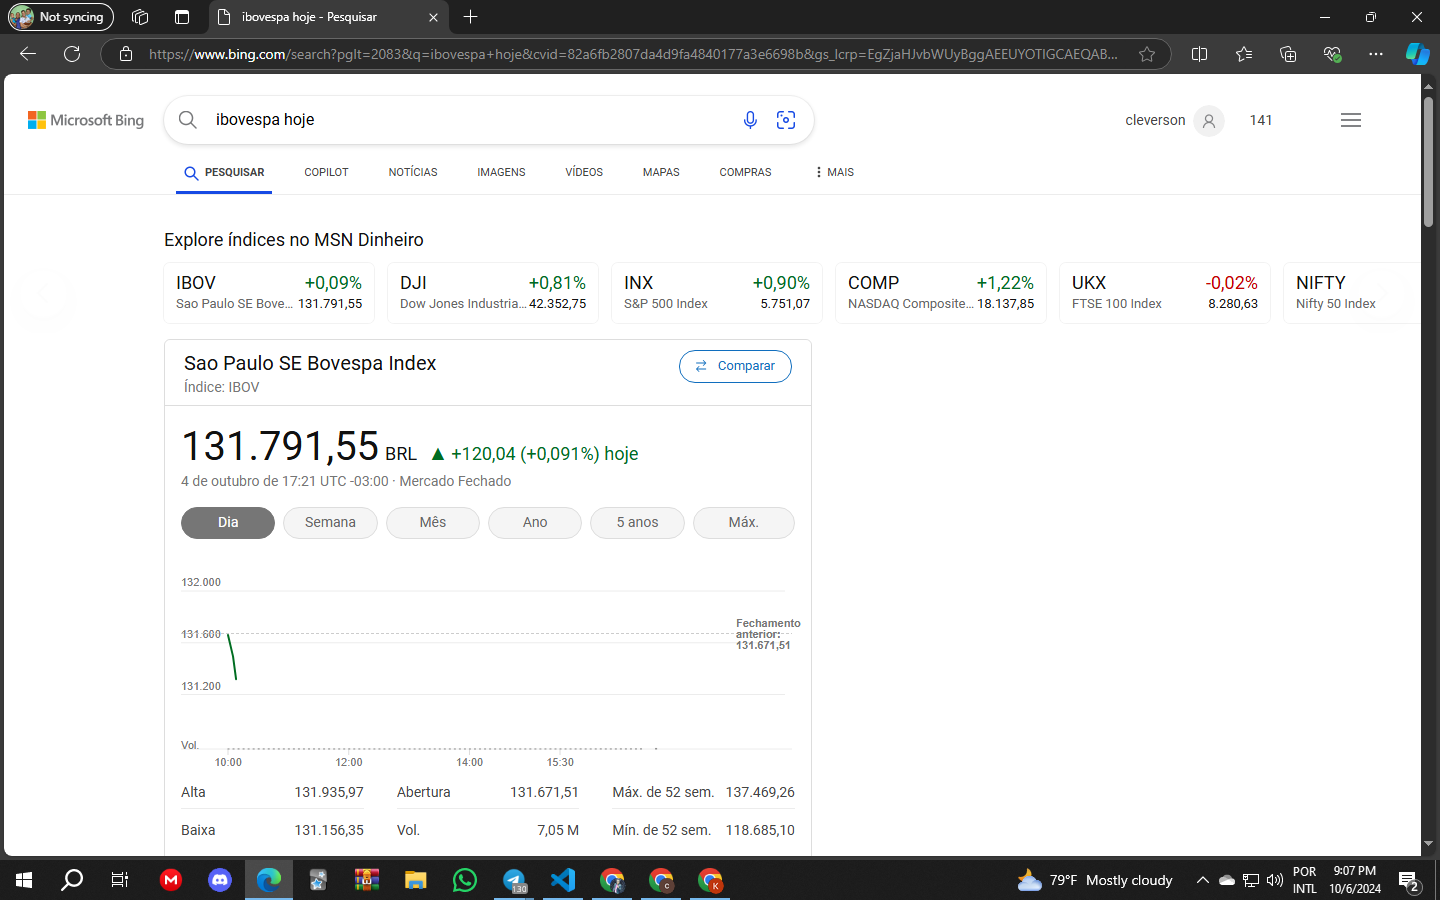 Not syncing
ibovespa hoje - Pesquisar
https://www.bing.com/search?pglt=2083&q=ibovespa+hoje&cvid=82a6fb2807da4d9fa4840177a3e6698b&gs_lcrp=EgZjaHJvbWUyBggAEEUYOTIGCAEQAB...
Microsoft Bing
ibovespa hoje
cleverson
141
PESQUISAR
COPILOT
NOTÍCIAS
IMAGENS
VÍDEOS
MAPAS
COMPRAS
MAIS
Explore índices no MSN Dinheiro
IBOV +0,09%
Sao Paulo SE Bove... 131.791,55
DJI +0,81%
Dow Jones Industria... 42.352,75
INX +0,90%
S&P 500 Index 5.751,07
COMP +1,22%
NASDAQ Composite... 18.137,85
UKX -0,02%
FTSE 100 Index 8.280,63
NIFTY
Nifty 50 Index
Sao Paulo SE Bovespa Index
Índice: IBOV
Comparar
131.791,55 BRL ▲ +120,04 (+0,091%) hoje
4 de outubro de 17:21 UTC -03:00 · Mercado Fechado
Dia
Semana
Mês
Ano
5 anos
Máx.
132.000
131.600
131.200
Fechamento
anterior:
131.671,51
Vol.
10:00
12:00
14:00
15:30
Alta 131.935,97
Abertura 131.671,51
Máx. de 52 sem. 137.469,26
Baixa 131.156,35
Vol. 7,05 M
Mín. de 52 sem. 118.685,10
M
130
C
K
79°F Mostly cloudy
POR
INTL
9:07 PM
10/6/2024
2